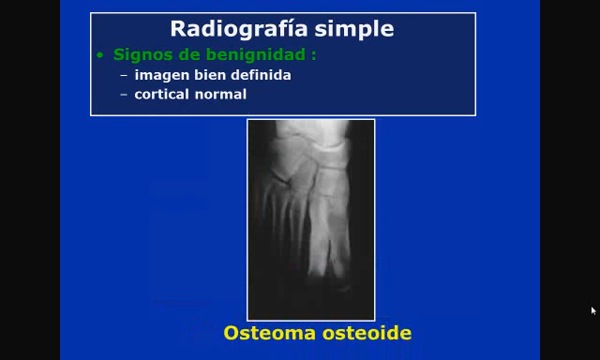 Radiografía simple
• Signos de benignidad :
– imagen bien definida
– cortical normal
Osteoma osteoide